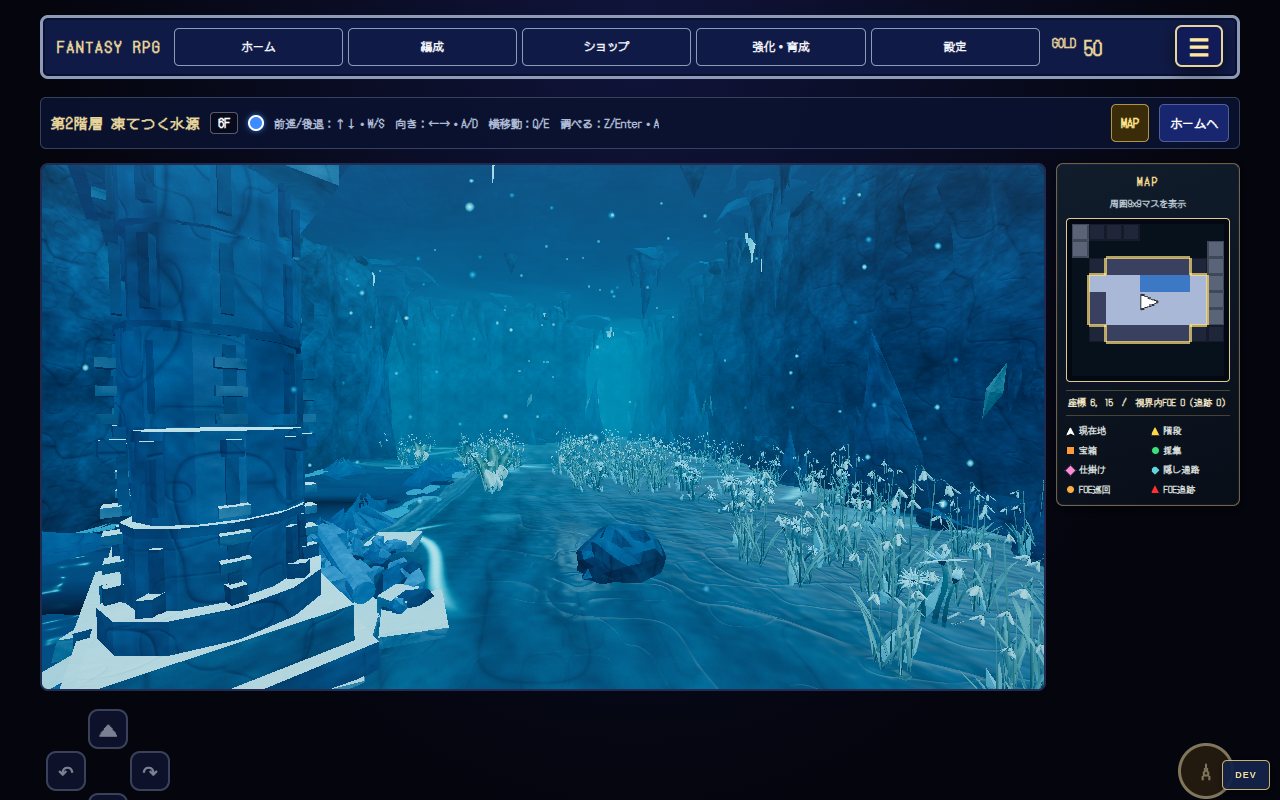 FANTASY RPG
ホーム
編成
ショップ
強化・育成
設定
GOLD 50
第2階層 凍てつく水源
6F
前進/後退：↑↓・W/S 向き：←→・A/D 横移動：Q/E 調べる：Z/Enter・A
MAP
ホームへ
MAP
周囲9x9マスを表示
座標 6, 15 / 視界内FOE 0 (追跡 0)
現在地
階段
宝箱
採集
仕掛け
隠し通路
FOE巡回
FOE追跡
A
DEV